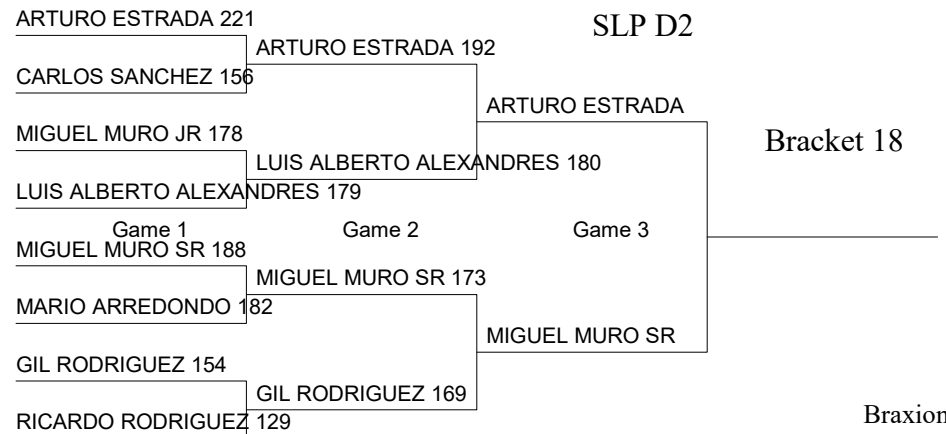 ARTURO ESTRADA 221
SLP D2
ARTURO ESTRADA 192
CARLOS SANCHEZ 156
ARTURO ESTRADA
MIGUEL MURO JR 178
Bracket 18
LUIS ALBERTO ALEXANDRES 180
LUIS ALBERTO ALEXANDRES 179
Game 1
Game 2
Game 3
MIGUEL MURO SR 188
MIGUEL MURO SR 173
MARIO ARREDONDO 182
MIGUEL MURO SR
GIL RODRIGUEZ 154
GIL RODRIGUEZ 169
RICARDO RODRIGUEZ 129
Braxion